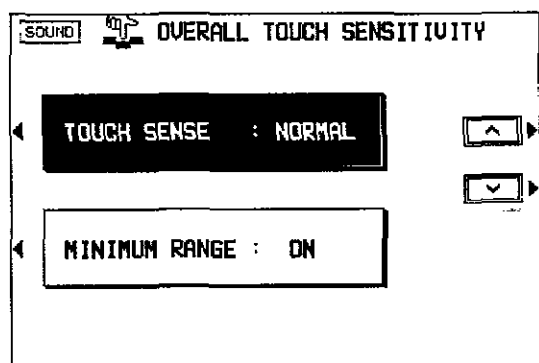 SOUND OVERALL TOUCH SENSITIVITY
TOUCH SENSE : NORMAL
MINIMUM RANGE : ON